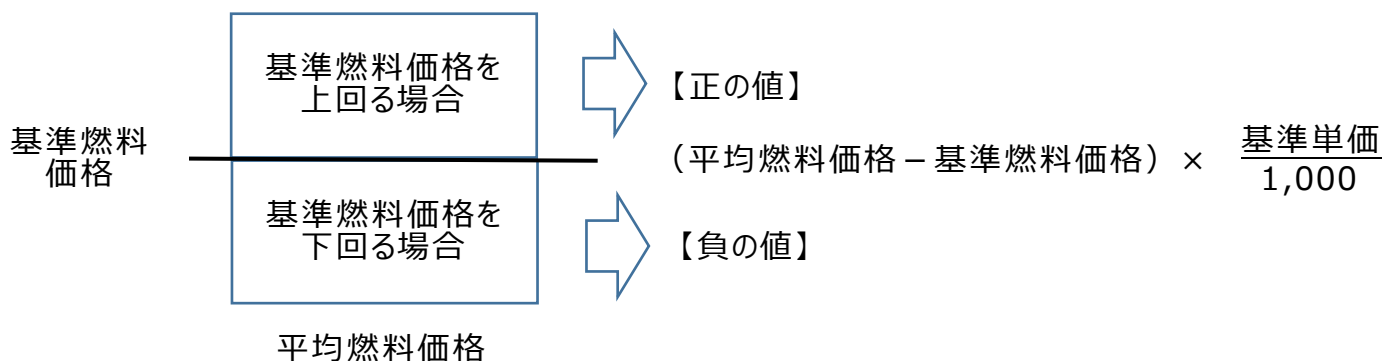 基準燃料価格を
上回る場合
【正の値】
基準燃料
価格
（平均燃料価格－基準燃料価格）× 基準単価
1,000
基準燃料価格を
下回る場合
【負の値】
平均燃料価格